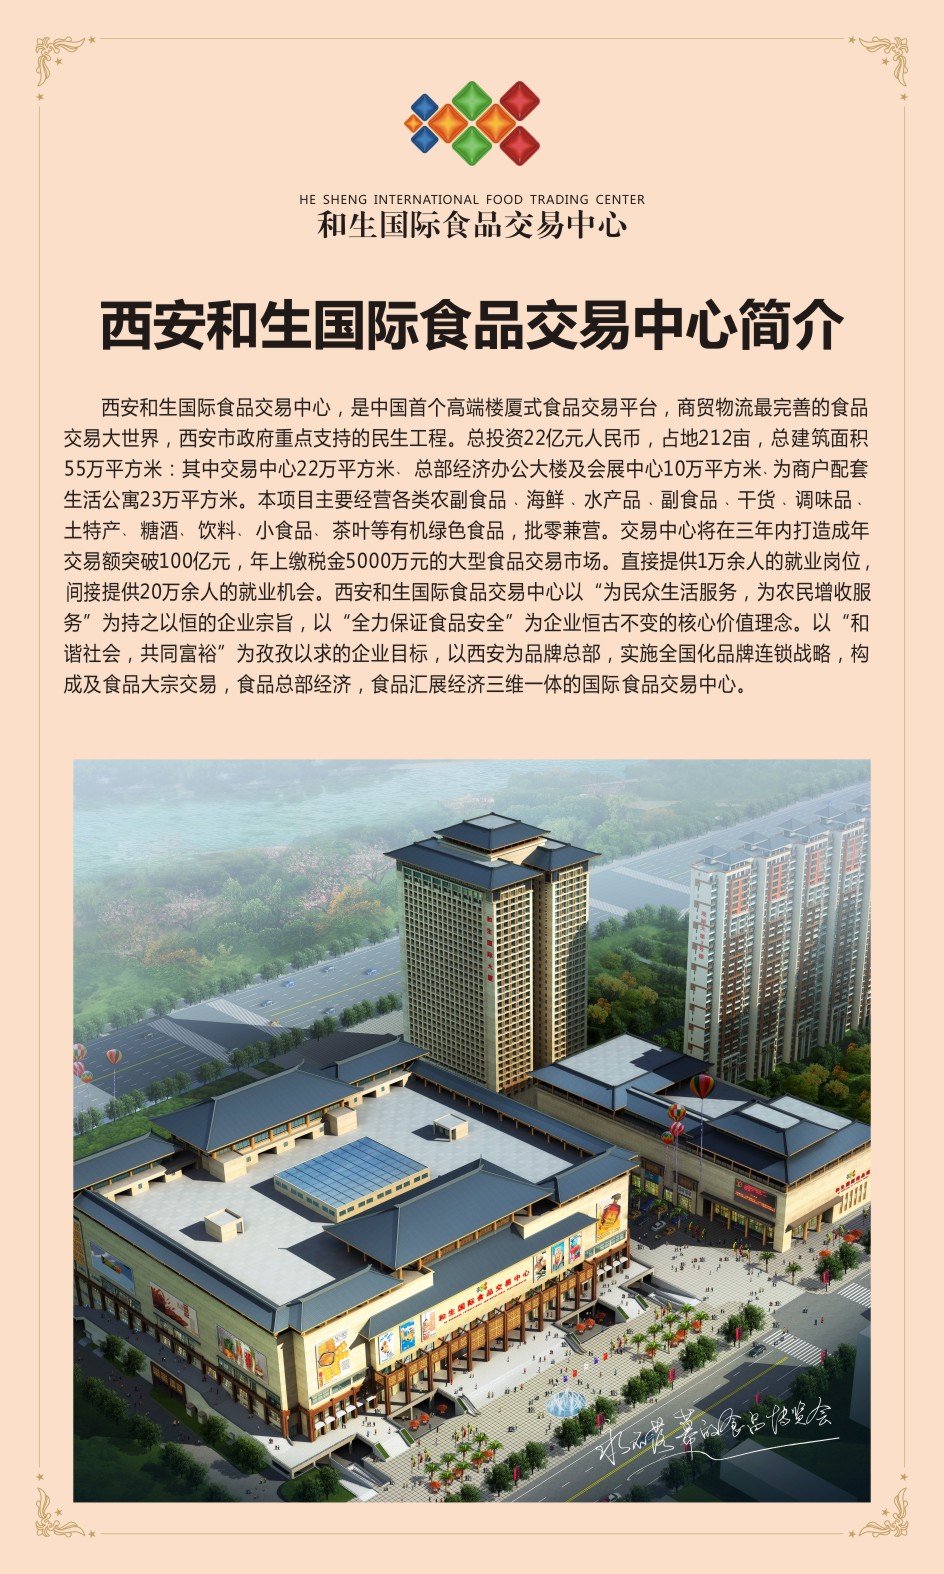 HE SHENG INTERNATIONAL FOOD TRADING CENTER
和生国际食品交易中心
西安和生国际食品交易中心简介
西安和生国际食品交易中心，是中国首个高端楼厦式食品交易平台，商贸物流最完善的食品
交易大世界，西安市政府重点支持的民生工程。总投资22亿元人民币，占地212亩，总建筑面积
55万平方米：其中交易中心22万平方米、总部经济办公大楼及会展中心10万平方米、为商户配套
生活公寓23万平方米。本项目主要经营各类农副食品、海鲜、水产品、副食品、干货、调味品、
土特产、糖酒、饮料、小食品、茶叶等有机绿色食品，批零兼营。交易中心将在三年内打造成年
交易额突破100亿元，年上缴税金5000万元的大型食品交易市场。直接提供1万余人的就业岗位，
间接提供20万余人的就业机会。西安和生国际食品交易中心以“为民众生活服务，为农民增收服
务”为持之以恒的企业宗旨，以“全力保证食品安全”为企业恒古不变的核心价值理念。以“和
谐社会，共同富裕”为孜孜以求的企业目标，以西安为品牌总部，实施全国化品牌连锁战略，构
成及食品大宗交易，食品总部经济，食品汇展经济三维一体的国际食品交易中心。
和生国际食品交易中心
永不落幕的食品博览会